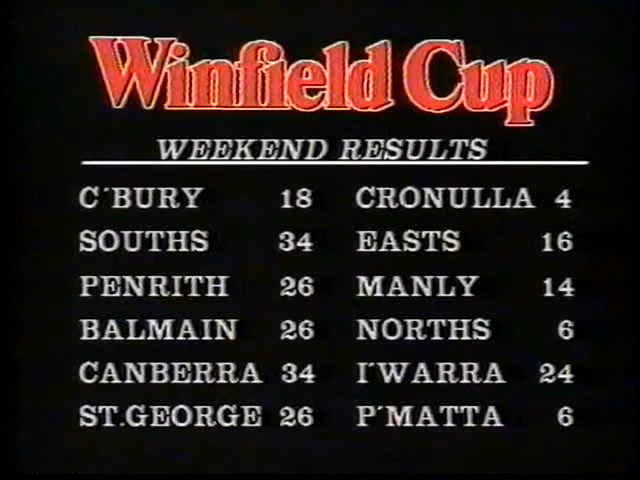 Winfield Cup
WEEKEND RESULTS
C'BURY 18 CRONULLA 4
SOUTHS 34 EASTS 16
PENRITH 26 MANLY 14
BALMAIN 26 NORTHS 6
CANBERRA 34 I'WARRA 24
ST.GEORGE 26 P'MATTA 6